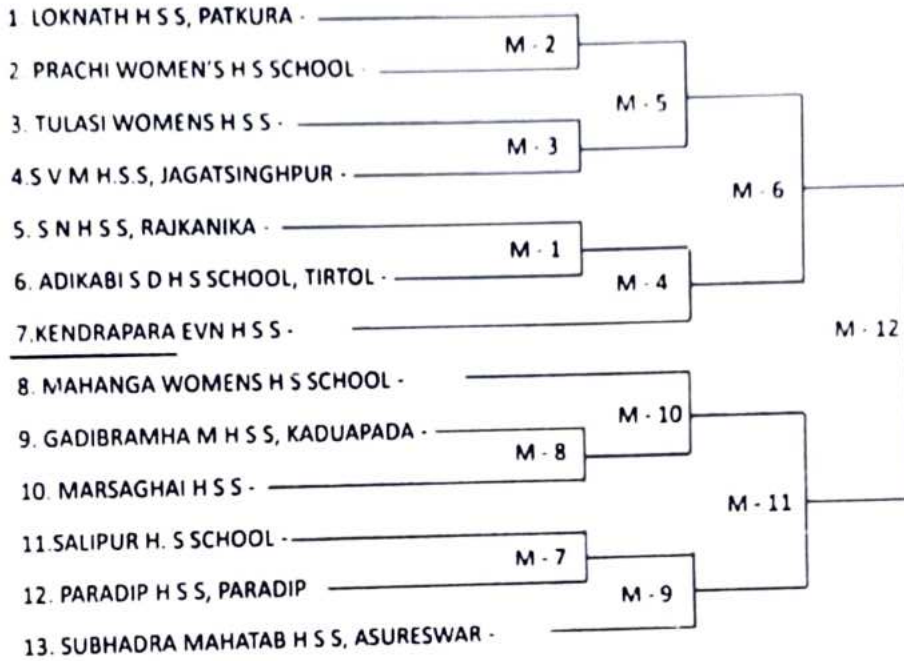 1 LOKNATH H S S, PATKURA -
M - 2
2 PRACHI WOMEN'S H S SCHOOL -
M - 5
3. TULASI WOMENS H S S -
M - 3
4.S V M H.S.S, JAGATSINGHPUR -
M - 6
5. S N H S S, RAJKANIKA -
M - 1
6. ADIKABI S D H S SCHOOL, TIRTOL -
M - 4
7.KENDRAPARA EVN H S S -
M - 12
8. MAHANGA WOMENS H S SCHOOL -
M - 10
9. GADIBRAMHA M H S S, KADUAPADA -
M - 8
10. MARSAGHAI H S S -
M - 11
11.SALIPUR H. S SCHOOL -
M - 7
12. PARADIP H S S, PARADIP
M - 9
13. SUBHADRA MAHATAB H S S, ASURESWAR -